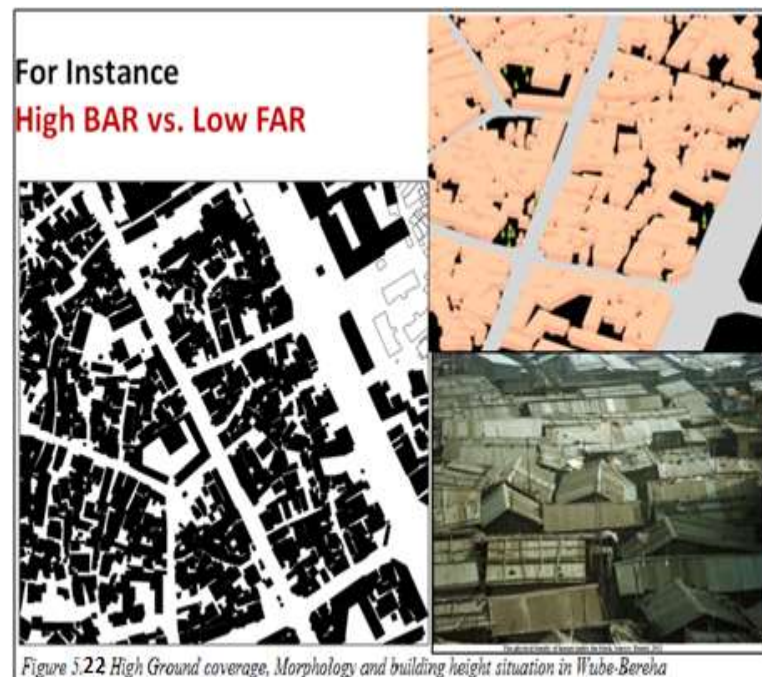 For Instance
High BAR vs. Low FAR
Figure 5.22 High Ground coverage, Morphology and building height situation in Wube-Bereha